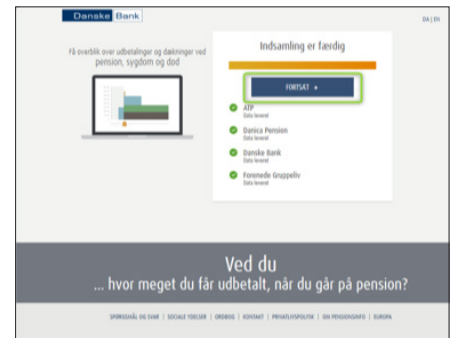 Danske Bank
DA | EN
Få overblik over udbetalinger og dækninger ved
pension, sygdom og død
Indsamling er færdig
FORTSÆT
ATP
Data leveret
Danica Pension
Data leveret
Danske Bank
Data leveret
Forenede Gruppeliv
Data leveret
Ved du
... hvor meget du får udbetalt, når du går på pension?
SPØRGSMÅL OG SVAR | SOCIALE YDELSER | ORDBOG | KONTAKT | PRIVATLIVSPOLITIK | OM PENSIONSINFO | EUROPA